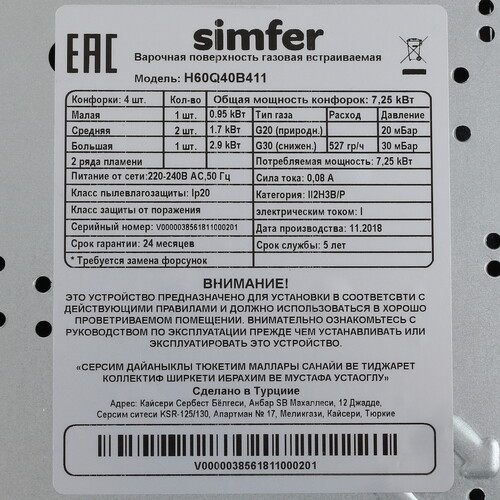 EAC
simfer
Варочная поверхность газовая встраиваемая
Модель: H60Q40B411
Конфорки: 4 шт. Кол-во Общая мощность конфорок: 7,25 кВт
Малая 1 шт. 0.95 кВт Тип газа Расход Давление
Средняя 2 шт. 1.7 кВт G20 (природн.) 20 мБар
Большая 1 шт. 2.9 кВт G30 (снижен.) 527 гр/ч 30 мБар
2 ряда пламени Потребляемая мощность: 7,25 кВт
Питание от сети:220-240В AC,50 Гц Сила тока: 0,08 А
Класс пылевлагозащиты: Ip20 Категория: II2H3B/P
Класс защиты от поражения электрическим током: I
Серийный номер: V0000038561811000201 Дата производства: 11.2018
Срок гарантии: 24 месяцев Срок службы: 5 лет
* Требуется замена форсунок
ВНИМАНИЕ!
ЭТО УСТРОЙСТВО ПРЕДНАЗНАЧЕНО ДЛЯ УСТАНОВКИ В СООТВЕТСВТИ С
ДЕЙСТВУЮЩИМИ ПРАВИЛАМИ И ДОЛЖНО ИСПОЛЬЗОВАТЬСЯ В ХОРОШО
ПРОВЕТРИВАЕМОМ ПОМЕЩЕНИИ. ВНИМАТЕЛЬНО ОЗНАКОМЬТЕСЬ С
РУКОВОДСТВОМ ПО ЭКСПЛУАТАЦИИ ПРЕЖДЕ ЧЕМ УСТАНАВЛИВАТЬ ИЛИ
ЭКСПЛУАТИРОВАТЬ ЭТО УСТРОЙСТВО.
«СЕРСИМ ДАЙАНЫКЛЫ ТЮКЕТИМ МАЛЛАРЫ САНАЙИ ВЕ ТИДЖАРЕТ
КОЛЛЕКТИФ ШИРКЕТИ ИБРАХИМ ВЕ МУСТАФА УСТАОГЛУ»
Сделано в Турциие
Адрес: Кайсери Сербест Бёлгеси, Анбар SB Махаллеси, 12 Джадде,
Серсим ситеси KSR-125/130, Апартман № 17, Меликгази, Кайсери, Тюркие
V0000038561811000201